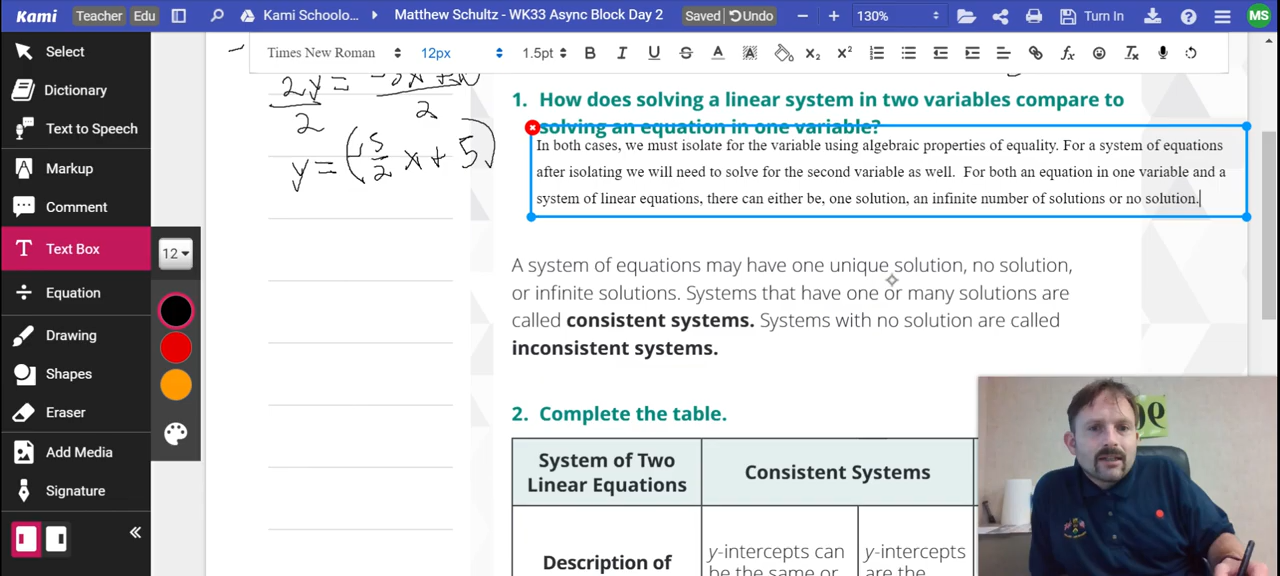 Kami
Teacher
Edu
Kami Schoolo...
Matthew Schultz - WK33 Async Block Day 2
Saved
Undo
130%
Turn In
MS
Select
Dictionary
Text to Speech
Markup
Comment
Text Box
Equation
Drawing
Shapes
Eraser
Add Media
Signature
12
Times New Roman
12px
1.5pt
B I U S A A X₂ X²
2y =
2
2
y = (5/2 x + 5)
1. How does solving a linear system in two variables compare to
solving an equation in one variable?
In both cases, we must isolate for the variable using algebraic properties of equality. For a system of equations
after isolating we will need to solve for the second variable as well. For both an equation in one variable and a
system of linear equations, there can either be, one solution, an infinite number of solutions or no solution.
A system of equations may have one unique solution, no solution,
or infinite solutions. Systems that have one or many solutions are
called consistent systems. Systems with no solution are called
inconsistent systems.
2. Complete the table.
System of Two
Linear Equations
Consistent Systems
Description of
y-intercepts can
be the same or
y-intercepts
are the